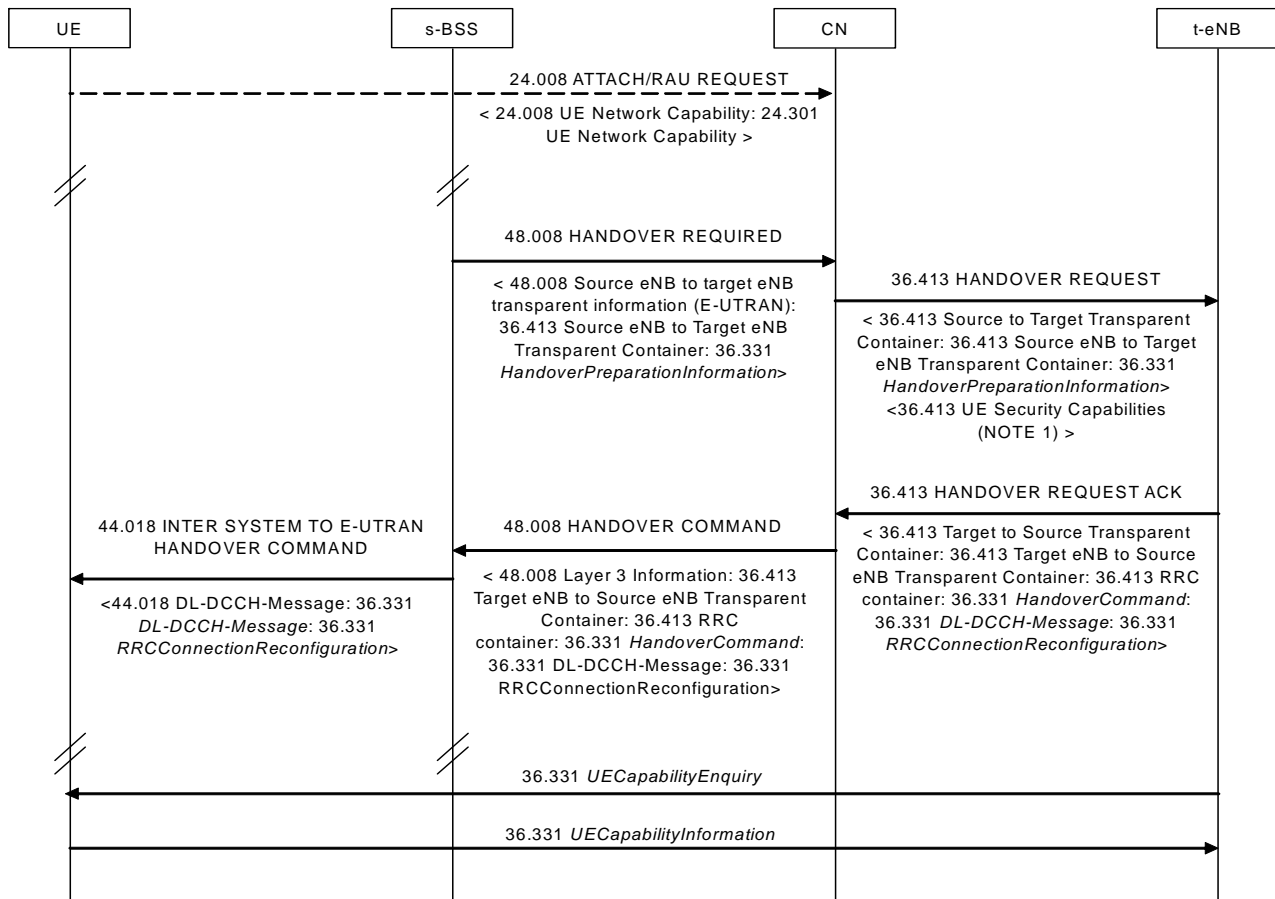 UE
s-BSS
CN
t-eNB
24.008 ATTACH/RAU REQUEST
< 24.008 UE Network Capability: 24.301
UE Network Capability >
48.008 HANDOVER REQUIRED
< 48.008 Source eNB to target eNB
transparent information (E-UTRAN):
36.413 Source eNB to Target eNB
Transparent Container: 36.331
HandoverPreparationInformation>
36.413 HANDOVER REQUEST
< 36.413 Source to Target Transparent
Container: 36.413 Source eNB to Target
eNB Transparent Container: 36.331
HandoverPreparationInformation>
<36.413 UE Security Capabilities
(NOTE 1) >
36.413 HANDOVER REQUEST ACK
< 36.413 Target to Source Transparent
Container: 36.413 Target eNB to Source
eNB Transparent Container: 36.413 RRC
container: 36.331 HandoverCommand:
36.331 DL-DCCH-Message: 36.331
RRCConnectionReconfiguration>
48.008 HANDOVER COMMAND
< 48.008 Layer 3 Information: 36.413
Target eNB to Source eNB Transparent
Container: 36.413 RRC
container: 36.331 HandoverCommand:
36.331 DL-DCCH-Message: 36.331
RRCConnectionReconfiguration>
44.018 INTER SYSTEM TO E-UTRAN
HANDOVER COMMAND
<44.018 DL-DCCH-Message: 36.331
DL-DCCH-Message: 36.331
RRCConnectionReconfiguration>
36.331 UECapabilityEnquiry
36.331 UECapabilityInformation